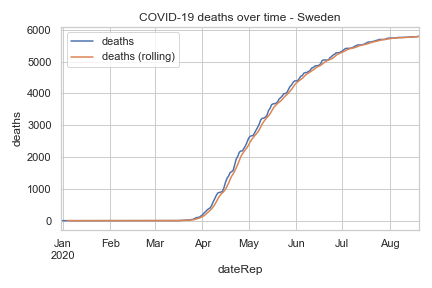 COVID-19 deaths over time - Sweden
deaths
deaths (rolling)
6000
5000
4000
3000
2000
1000
0
deaths
Jan Feb Mar Apr May Jun Jul Aug
2020
dateRep